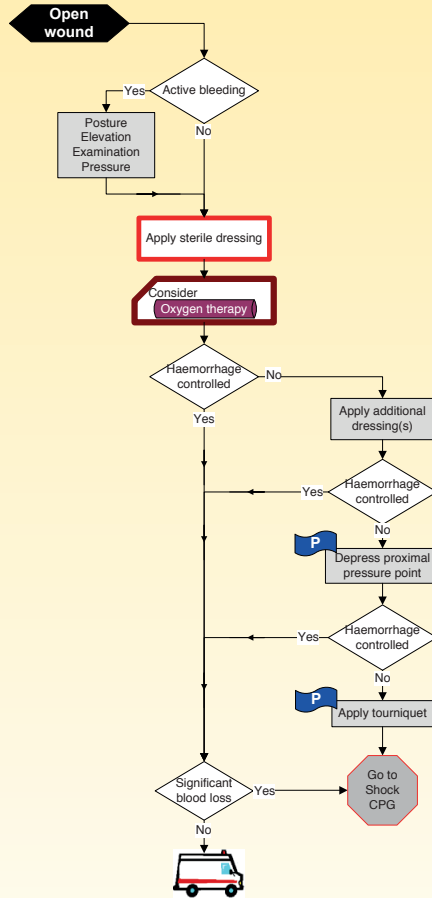 Open
wound
Active bleeding
Yes
No
Posture
Elevation
Examination
Pressure
Apply sterile dressing
Consider
Oxygen therapy
Haemorrhage
controlled
No
Yes
Apply additional
dressing(s)
Haemorrhage
controlled
Yes
No
P
Depress proximal
pressure point
Haemorrhage
controlled
Yes
No
P
Apply tourniquet
Significant
blood loss
Yes
No
Go to
Shock
CPG